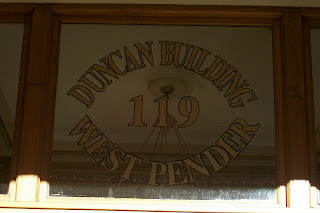 DUNCAN BUILDING
119
WEST PENDER